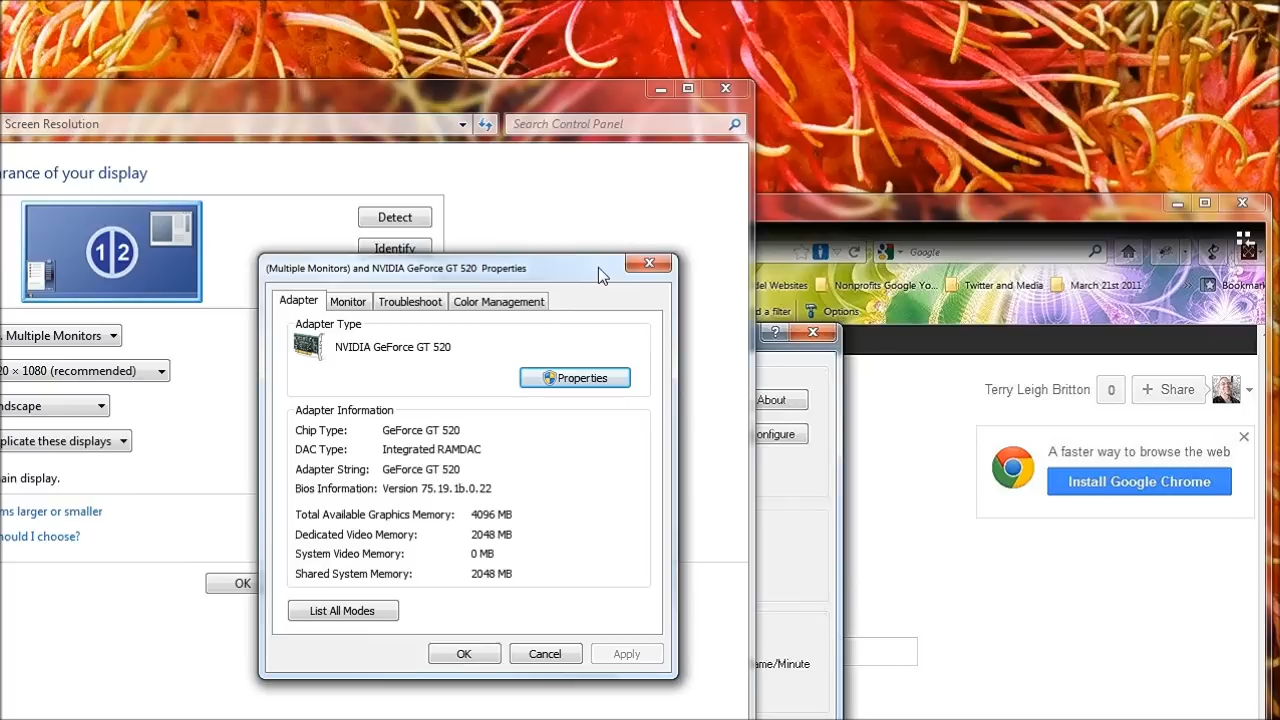 Screen Resolution
Search Control Panel
arance of your display
1 2
Detect
Identify
Multiple Monitors
0 × 1080 (recommended)
ndscape
plicate these displays
ain display.
ms larger or smaller
hould I choose?
OK
(Multiple Monitors) and NVIDIA GeForce GT 520 Properties
Adapter Monitor Troubleshoot Color Management
Adapter Type
NVIDIA GeForce GT 520
Properties
Adapter Information
Chip Type: GeForce GT 520
DAC Type: Integrated RAMDAC
Adapter String: GeForce GT 520
Bios Information: Version 75.19.1b.0.22
Total Available Graphics Memory: 4096 MB
Dedicated Video Memory: 2048 MB
System Video Memory: 0 MB
Shared System Memory: 2048 MB
List All Modes
OK Cancel Apply
Google
del Websites Nonprofits Google Yo... Twitter and Media March 21st 2011 Bookmark
d a filter Options
?
About
onfigure
ame/Minute
Terry Leigh Britton 0 + Share
A faster way to browse the web
Install Google Chrome